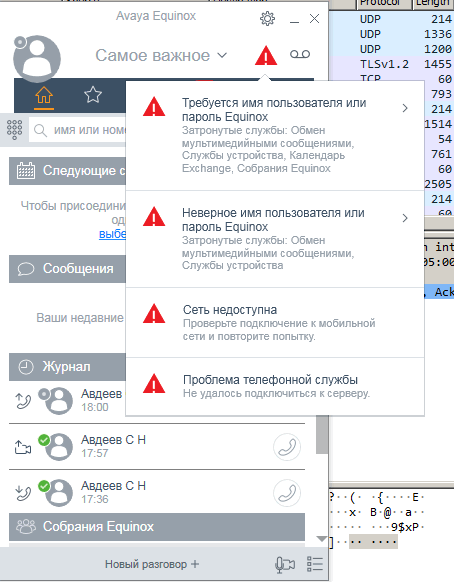 Avaya Equinox
Самое важное
имя или номе
Следующие с
Чтобы присоедини
од
выбе
Сообщения
Ваши недавние
Журнал
Авдеев
18:00
Авдеев С Н
17:57
Авдеев С Н
17:36
Собрания Equinox
Новый разговор +
Требуется имя пользователя или
пароль Equinox
Затронутые службы: Обмен
мультимедийными сообщениями,
Службы устройства, Календарь
Exchange, Собрания Equinox
Неверное имя пользователя или
пароль Equinox
Затронутые службы: Обмен
мультимедийными сообщениями,
Службы устройства
Сеть недоступна
Проверьте подключение к мобильной
сети и повторите попытку.
Проблема телефонной службы
Не удалось подключиться к серверу.
Protocol Length
UDP 214
UDP 1336
UDP 1200
TLSv1.2 1455
TCP 60
793
214
1514
54
761
60
2505
214
60
n int
05:00
, Ack
?··(· ·{····E
··x· B·@··a·
····· ·9$xP·
]··· ····